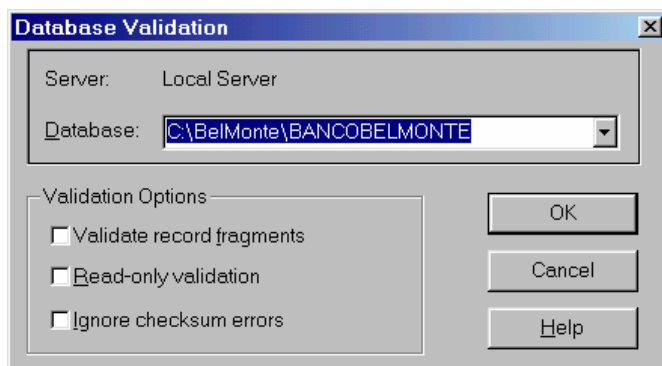 Database Validation
Server: Local Server
Database: C:\BelMonte\BANCOBELMONTE
Validation Options
Validate record fragments
Read-only validation
Ignore checksum errors
OK
Cancel
Help